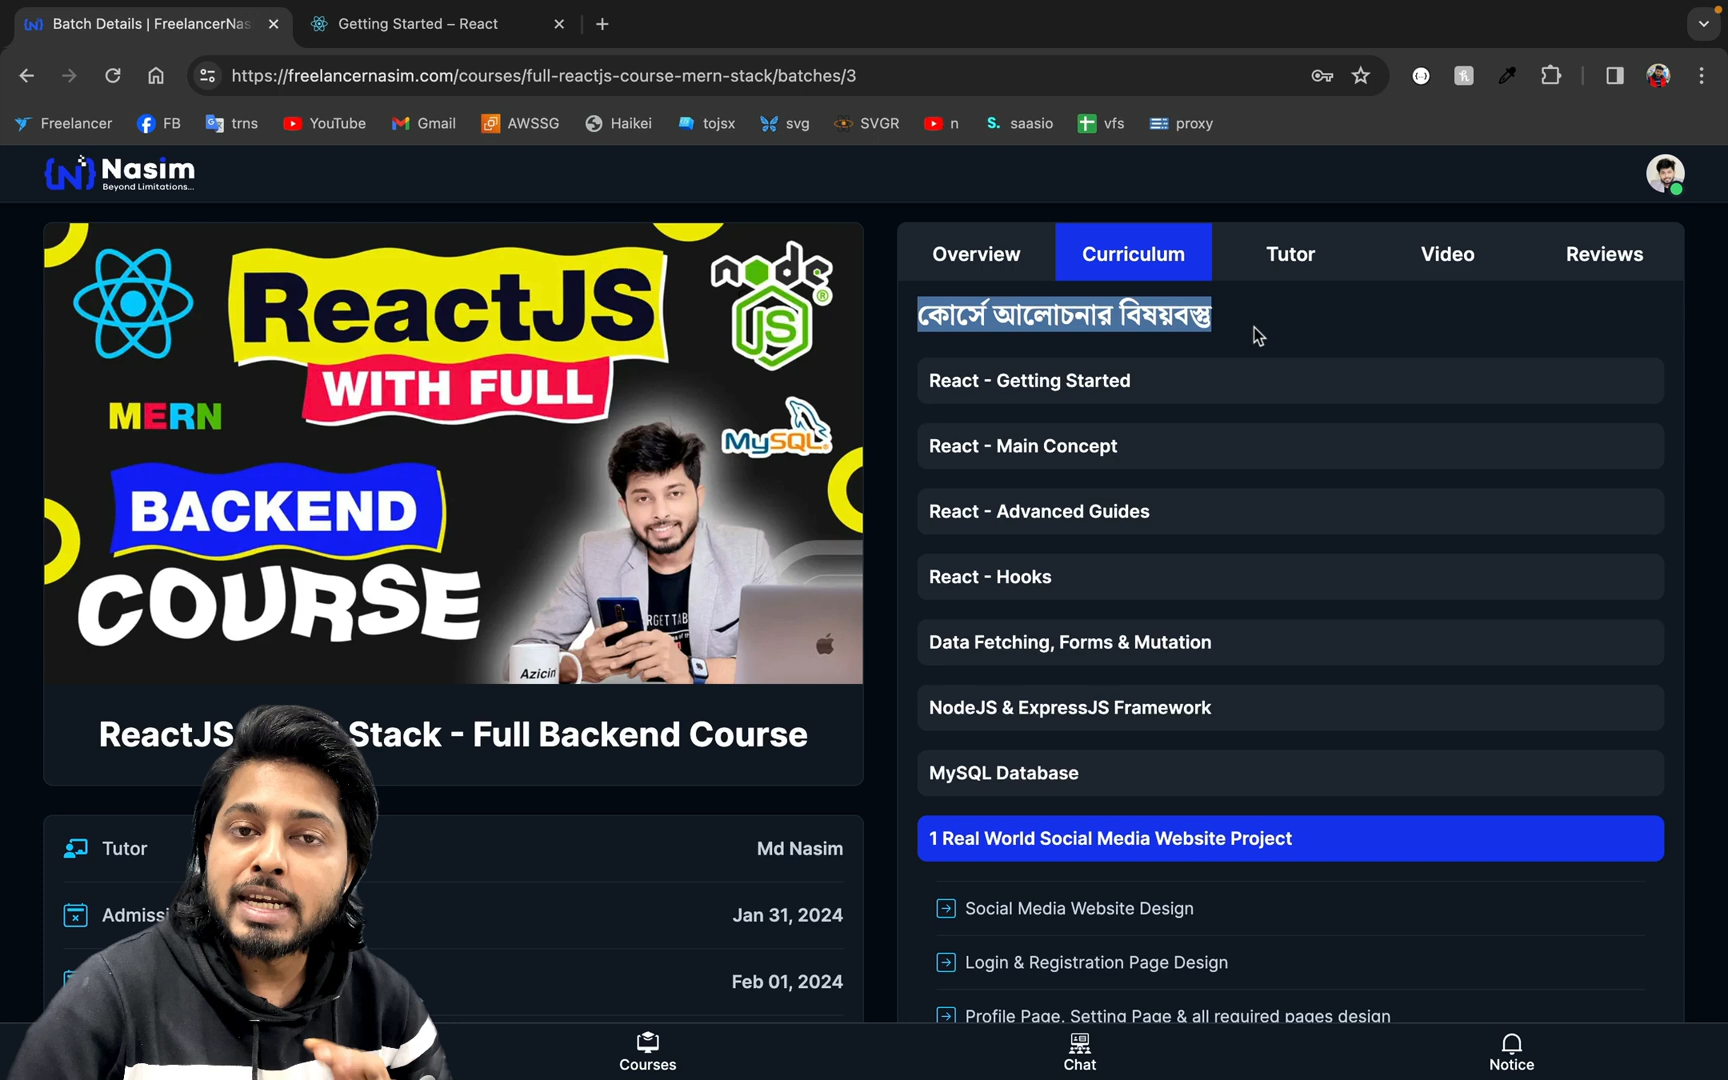 Batch Details | FreelancerNas
Getting Started – React
https://freelancernasim.com/courses/full-reactjs-course-mern-stack/batches/3
Freelancer
FB
trns
YouTube
Gmail
AWSSG
Haikei
tojsx
svg
SVGR
n
saasio
vfs
proxy
Nasim
Beyond Limitations...
ReactJS
WITH FULL
node
JS
MERN
MySQL
BACKEND
COURSE
Azicin
ReactJS Stack - Full Backend Course
Tutor
Md Nasim
Admissi
Jan 31, 2024
Feb 01, 2024
Overview
Curriculum
Tutor
Video
Reviews
কোর্সে আলোচনার বিষয়বস্তু
React - Getting Started
React - Main Concept
React - Advanced Guides
React - Hooks
Data Fetching, Forms & Mutation
NodeJS & ExpressJS Framework
MySQL Database
1 Real World Social Media Website Project
Social Media Website Design
Login & Registration Page Design
Profile Page, Setting Page & all required pages design
Courses
Chat
Notice